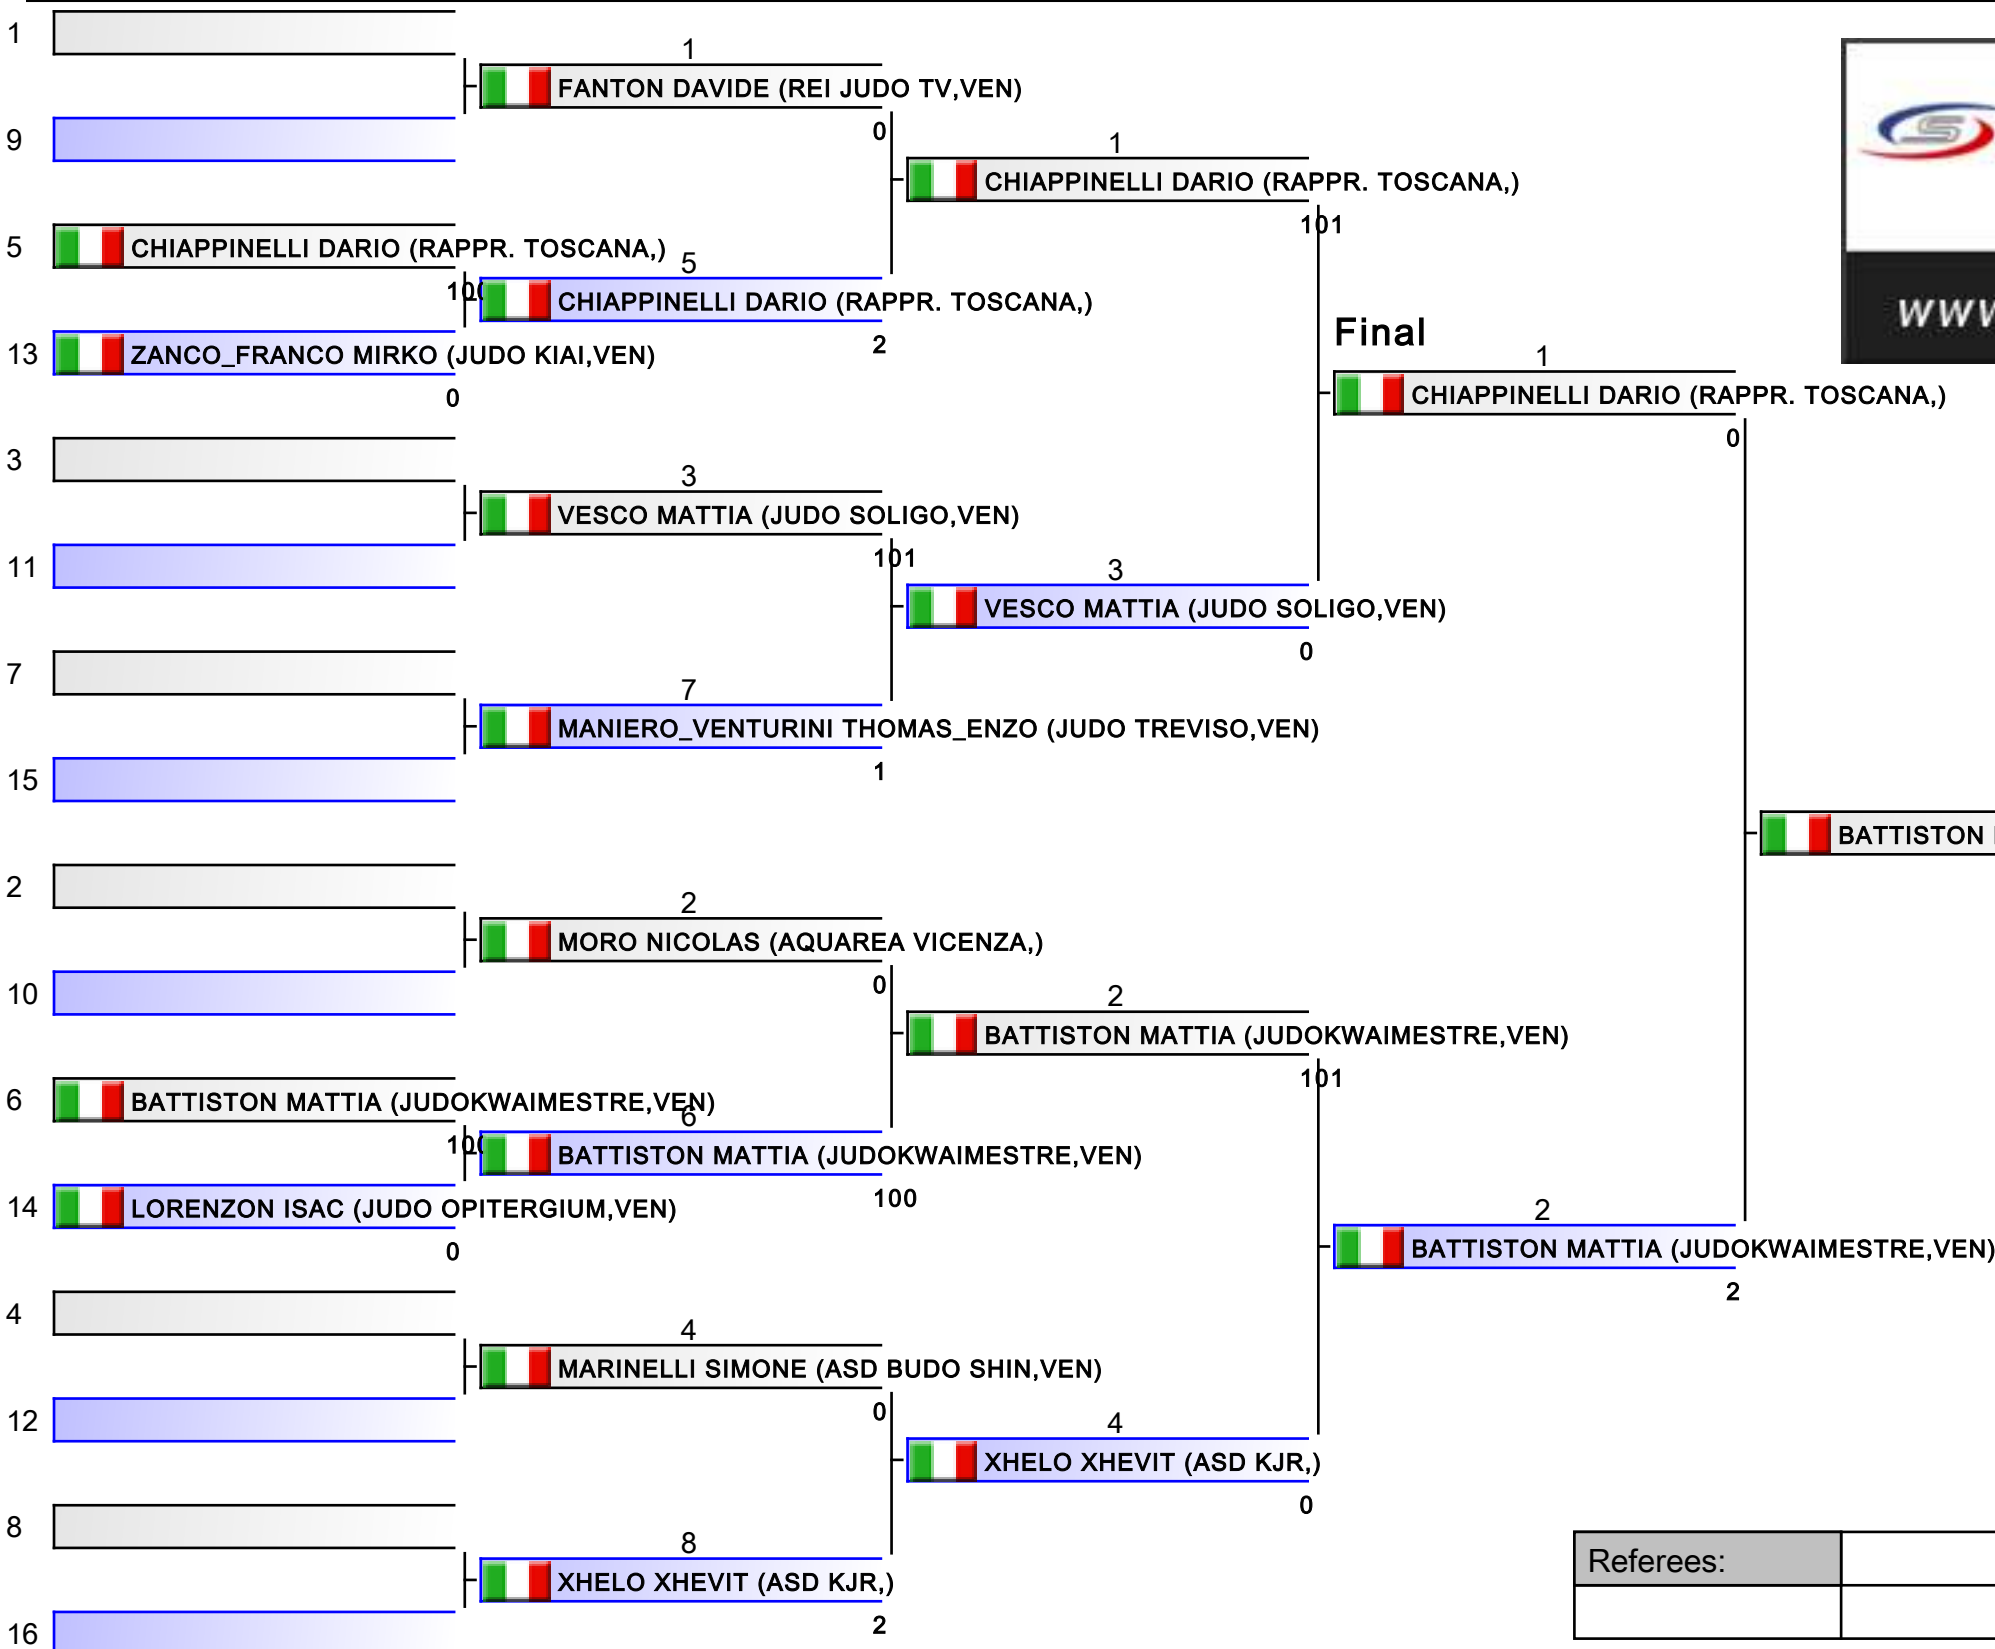 1
1
FANTON DAVIDE (REI JUDO TV,VEN)
0
9
1
CHIAPPINELLI DARIO (RAPPR. TOSCANA,)
101
5
CHIAPPINELLI DARIO (RAPPR. TOSCANA,)
100
5
CHIAPPINELLI DARIO (RAPPR. TOSCANA,)
2
13
ZANCO_FRANCO MIRKO (JUDO KIAI,VEN)
0
www
Final
1
CHIAPPINELLI DARIO (RAPPR. TOSCANA,)
0
3
3
VESCO MATTIA (JUDO SOLIGO,VEN)
101
11
3
VESCO MATTIA (JUDO SOLIGO,VEN)
0
7
7
MANIERO_VENTURINI THOMAS_ENZO (JUDO TREVISO,VEN)
1
15
BATTISTON
2
2
MORO NICOLAS (AQUAREA VICENZA,)
0
10
2
BATTISTON MATTIA (JUDOKWAIMESTRE,VEN)
101
6
BATTISTON MATTIA (JUDOKWAIMESTRE,VEN)
100
6
BATTISTON MATTIA (JUDOKWAIMESTRE,VEN)
100
14
LORENZON ISAC (JUDO OPITERGIUM,VEN)
0
2
BATTISTON MATTIA (JUDOKWAIMESTRE,VEN)
2
4
4
MARINELLI SIMONE (ASD BUDO SHIN,VEN)
0
12
4
XHELO XHEVIT (ASD KJR,)
0
8
8
XHELO XHEVIT (ASD KJR,)
2
16
Referees: